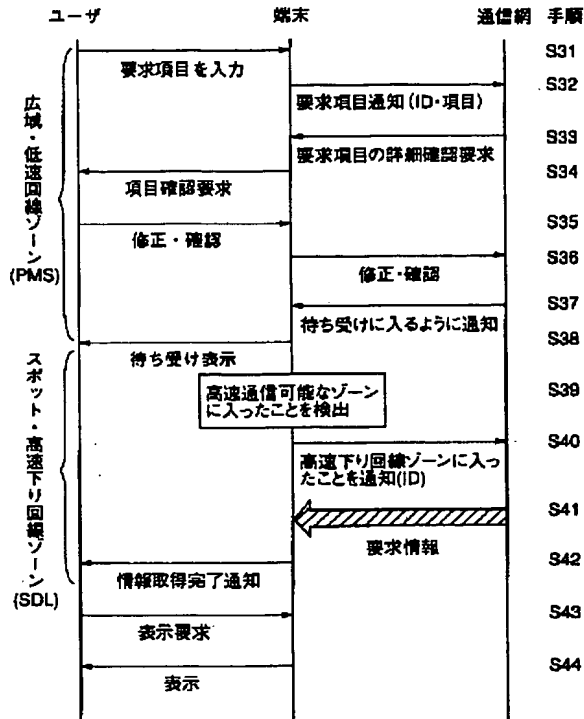 ユーザ 端末 通信網 手順
S31
要求項目を入力
S32
要求項目通知(ID・項目)
S33
要求項目の詳細確認要求
S34
項目確認要求
S35
修正・確認
S36
修正・確認
S37
待ち受けに入るように通知
S38
待ち受け表示
広域・低速回線ゾーン
(PMS)
高速通信可能なゾーン
に入ったことを検出
S39
S40
高速下り回線ゾーンに入っ
たことを通知(ID)
S41
要求情報
S42
情報取得完了通知
スポット・高速下り回線ゾーン
(SDL)
S43
表示要求
S44
表示